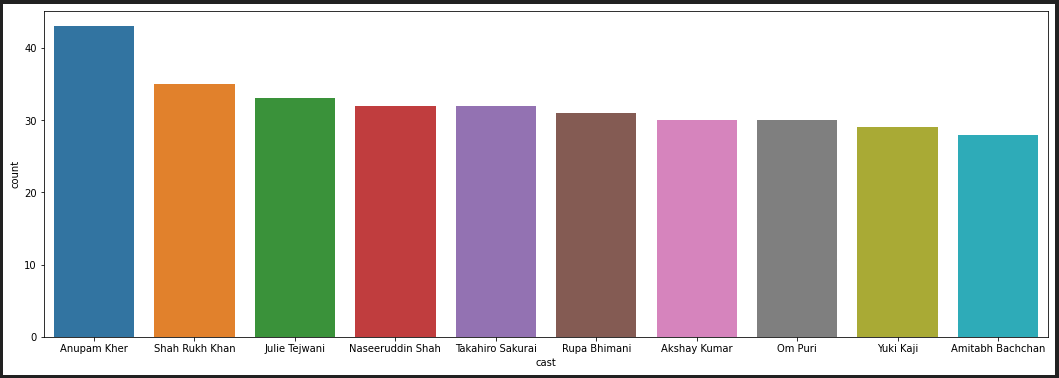 40
30
20
10
0
count
Anupam Kher Shah Rukh Khan Julie Tejwani Naseeruddin Shah Takahiro Sakurai Rupa Bhimani Akshay Kumar Om Puri Yuki Kaji Amitabh Bachchan
cast